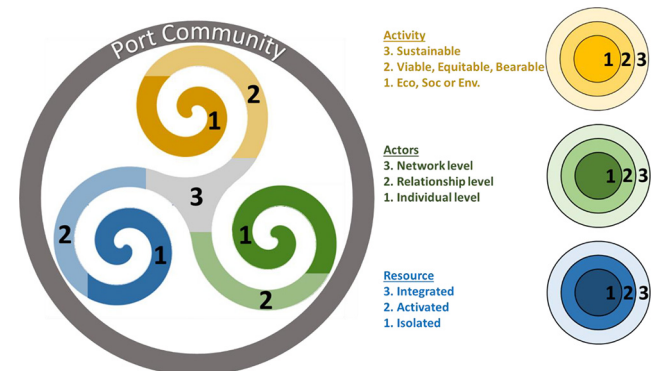 Port Community
2
1
3
2
1
1
2
Activity
3. Sustainable
2. Viable, Equitable, Bearable
1. Eco, Soc or Env.
1 2 3
Actors
3. Network level
2. Relationship level
1. Individual level
1 2 3
Resource
3. Integrated
2. Activated
1. Isolated
1 2 3